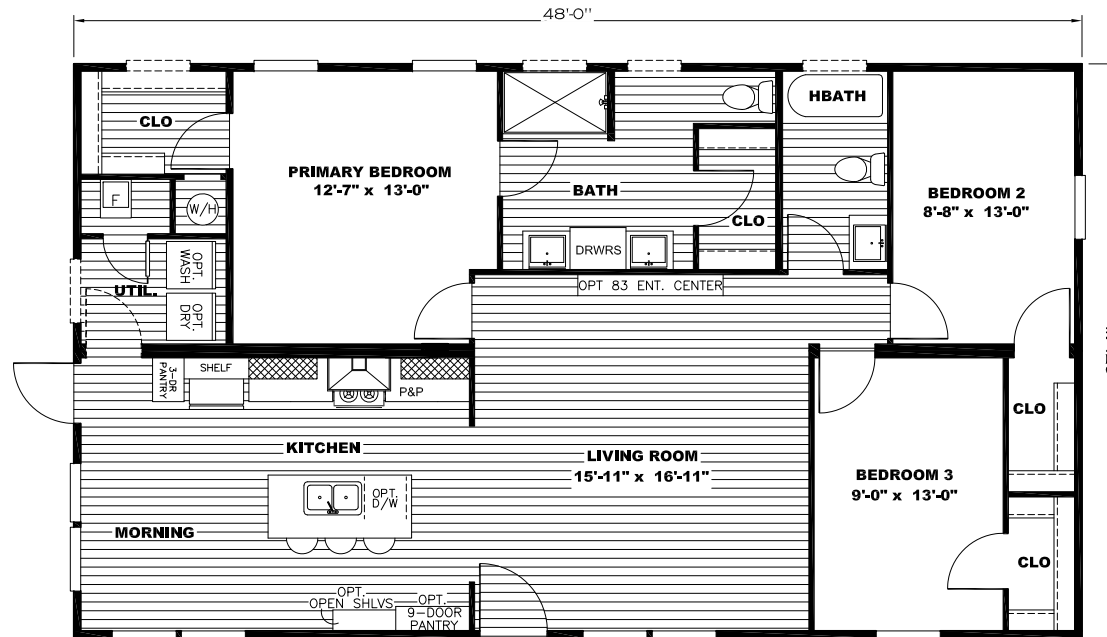 48'-0"
CLO
PRIMARY BEDROOM
12'-7" x 13'-0"
BATH
CLO
HBATH
BEDROOM 2
8'-8" x 13'-0"
F
W/H
DRWRS
OPT.
WASH
UTIL.
OPT.
DRY
OPT 83 ENT. CENTER
3-DR
PANTRY
SHELF
P&P
KITCHEN
LIVING ROOM
15'-11" x 16'-11"
BEDROOM 3
9'-0" x 13'-0"
CLO
OPT.
D/W
MORNING
CLO
OPT.
OPEN SHLVS
OPT.
9-DOOR
PANTRY